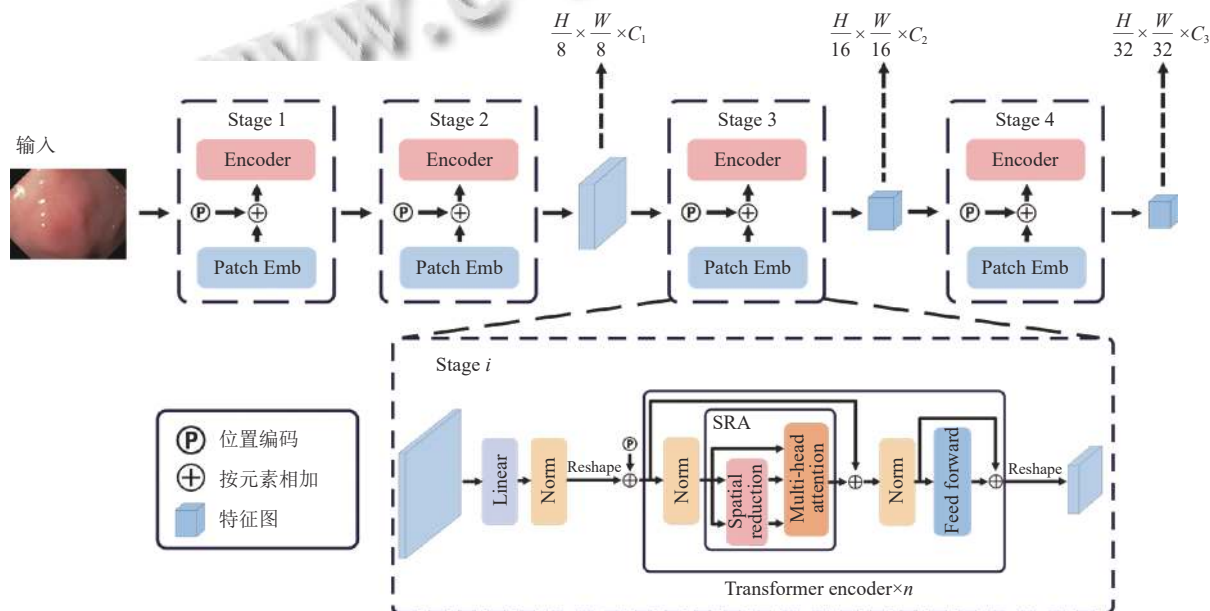 www.c
H/8 × W/8 ×C₁
H/16 × W/16 ×C₂
H/32 × W/32 ×C₃
输入
Stage 1
Encoder
P
Patch Emb
Stage 2
Encoder
P
Patch Emb
Stage 3
Encoder
P
Patch Emb
Stage 4
Encoder
P
Patch Emb
Stage i
Linear
Norm
Reshape
P
Norm
SRA
Spatial
reduction
Multi-head
attention
Norm
Feed forward
Reshape
Transformer encoder×n
P 位置编码
按元素相加
特征图